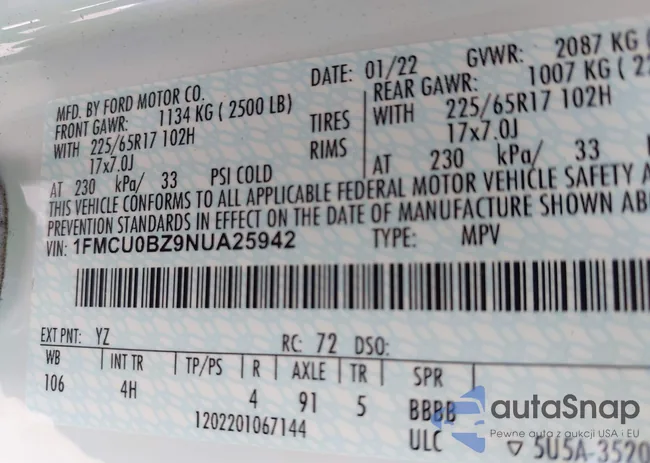 MFD. BY FORD MOTOR CO.
DATE: 01/22 GVWR: 2087 KG
FRONT GAWR: 1134 KG ( 2500 LB) REAR GAWR: 1007 KG
WITH 225/65R17 102H TIRES WITH 225/65R17 102H
17x7.0J RIMS 17x7.0J
AT 230 kPa/ 33 PSI COLD AT 230 kPa/ 33
THIS VEHICLE CONFORMS TO ALL APPLICABLE FEDERAL MOTOR VEHICLE SAFETY
PREVENTION STANDARDS IN EFFECT ON THE DATE OF MANUFACTURE SHOWN
VIN: 1FMCU0BZ9NUA25942 TYPE: MPV
EXT PNT: YZ RC: 72 DSO:
WB INT TR TP/PS R AXLE TR SPR
106 4H 4 91 5 BBBB
1202201067144 ULC 5U5A-3520
autaSnap
Pewne auta z aukcji USA i EU